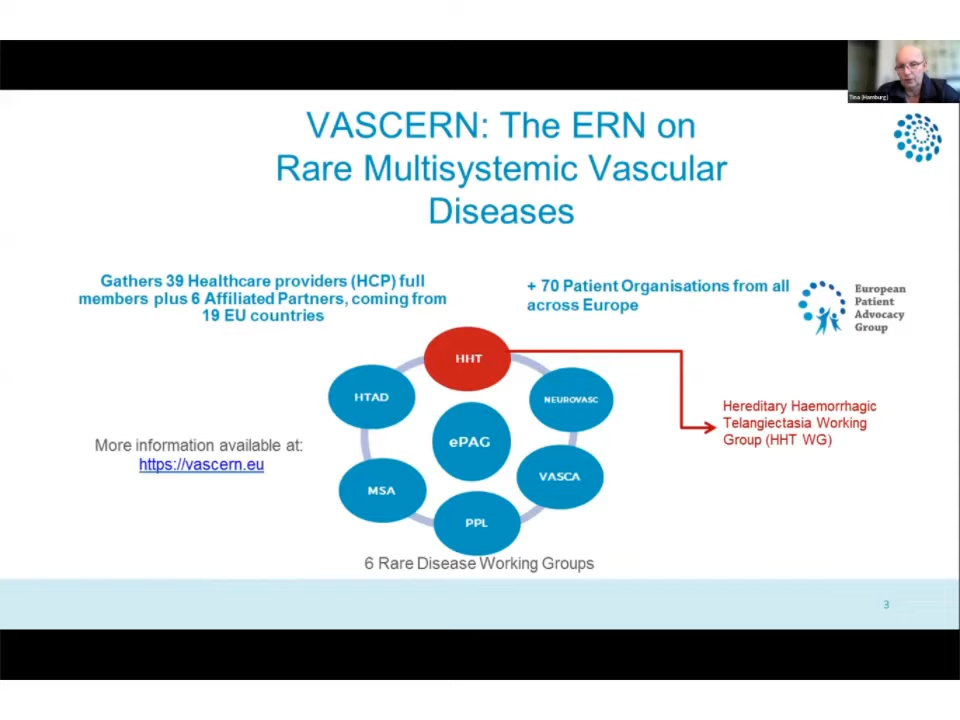 Tina (Hamburg)
VASCERN: The ERN on
Rare Multisystemic Vascular
Diseases
Gathers 39 Healthcare providers (HCP) full
members plus 6 Affiliated Partners, coming from
19 EU countries
+ 70 Patient Organisations from all
across Europe
European
Patient
Advocacy
Group
HHT
HTAD
NEUROVASC
Hereditary Haemorrhagic
Telangiectasia Working
Group (HHT WG)
ePAG
More information available at:
https://vascern.eu
MSA
VASCA
PPL
6 Rare Disease Working Groups
3